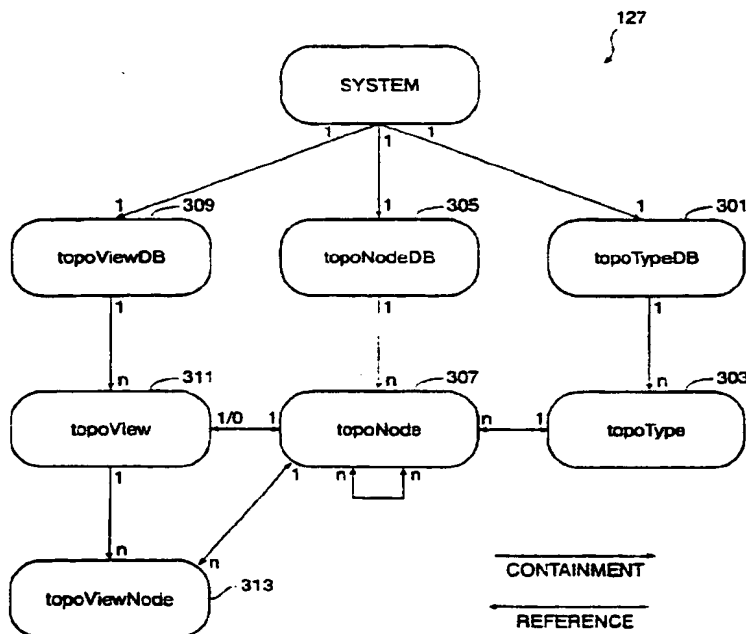 127
SYSTEM
1 1 1
1 309 1 305 1 301
topoViewDB topoNodeDB topoTypeDB
1 1 1
n 311 n 307 n 303
topoView 1/0 1 topoNode n 1 topoType
1 n n 1
n n
topoViewNode 313
CONTAINMENT
REFERENCE